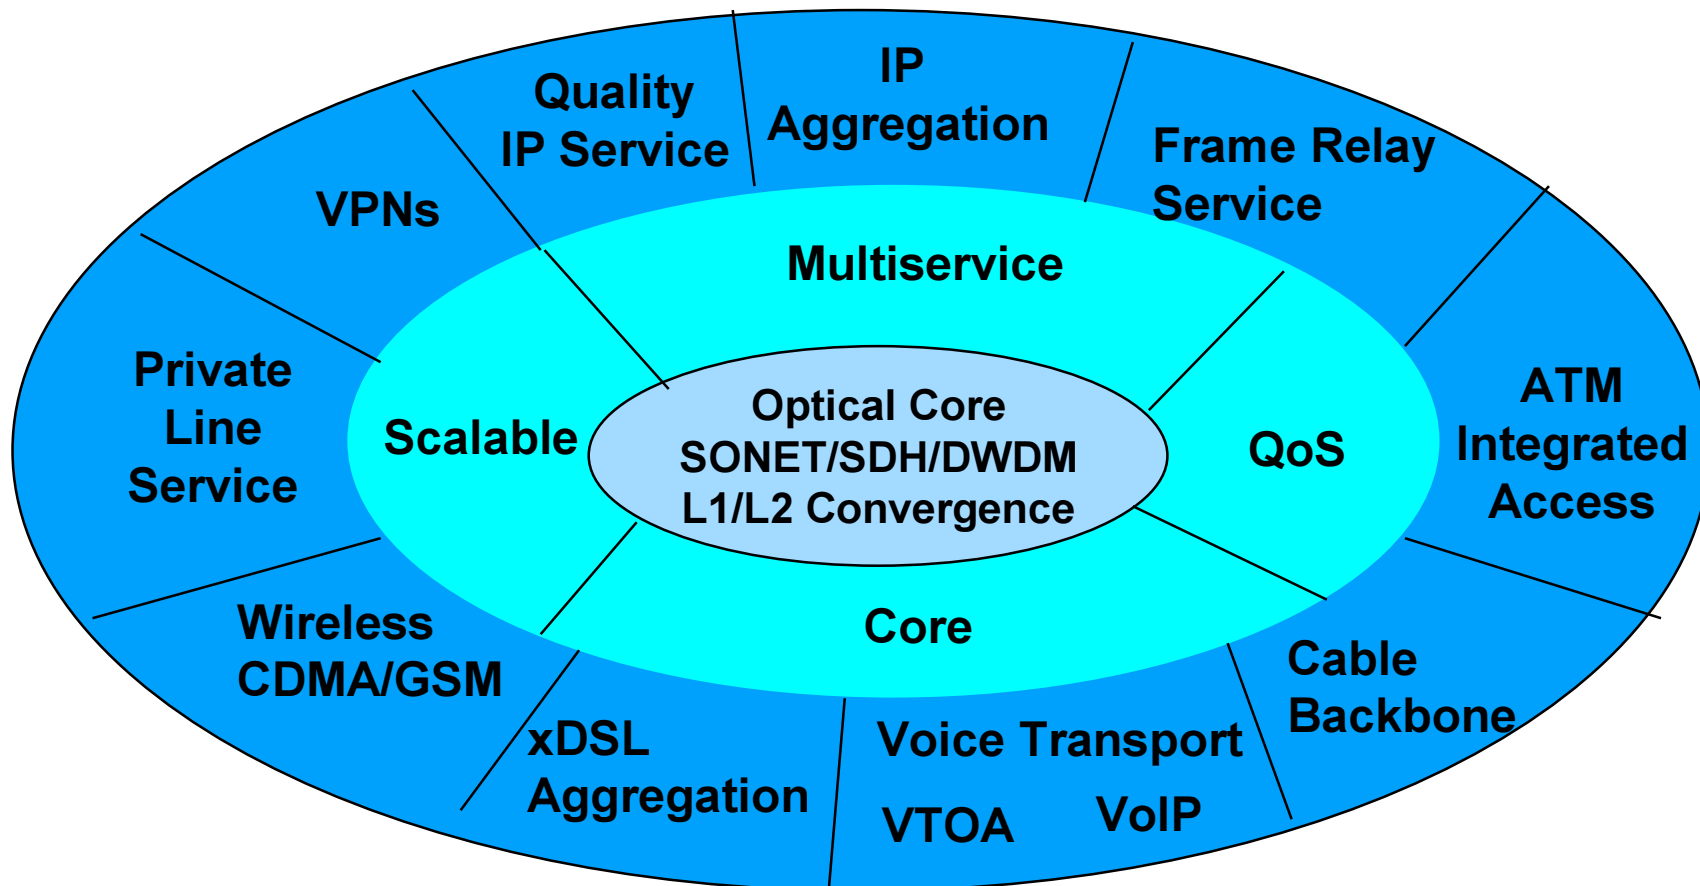 Quality
IP Service
IP
Aggregation
Frame Relay
Service
VPNs
Multiservice
Private
Line
Service
Scalable
Optical Core
SONET/SDH/DWDM
L1/L2 Convergence
QoS
ATM
Integrated
Access
Wireless
CDMA/GSM
Core
Cable
Backbone
xDSL
Aggregation
Voice Transport
VTOA
VoIP